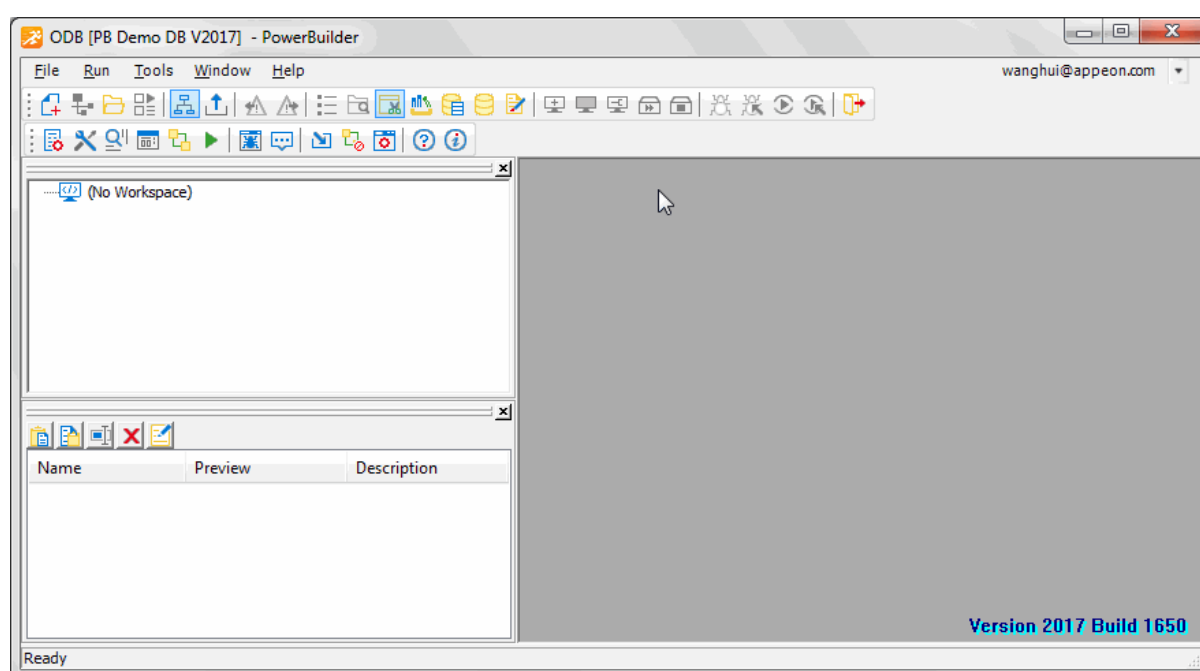 ODB [PB Demo DB V2017] - PowerBuilder
File Run Tools Window Help wanghui@appeon.com
(No Workspace)
Name Preview Description
Version 2017 Build 1650
Ready